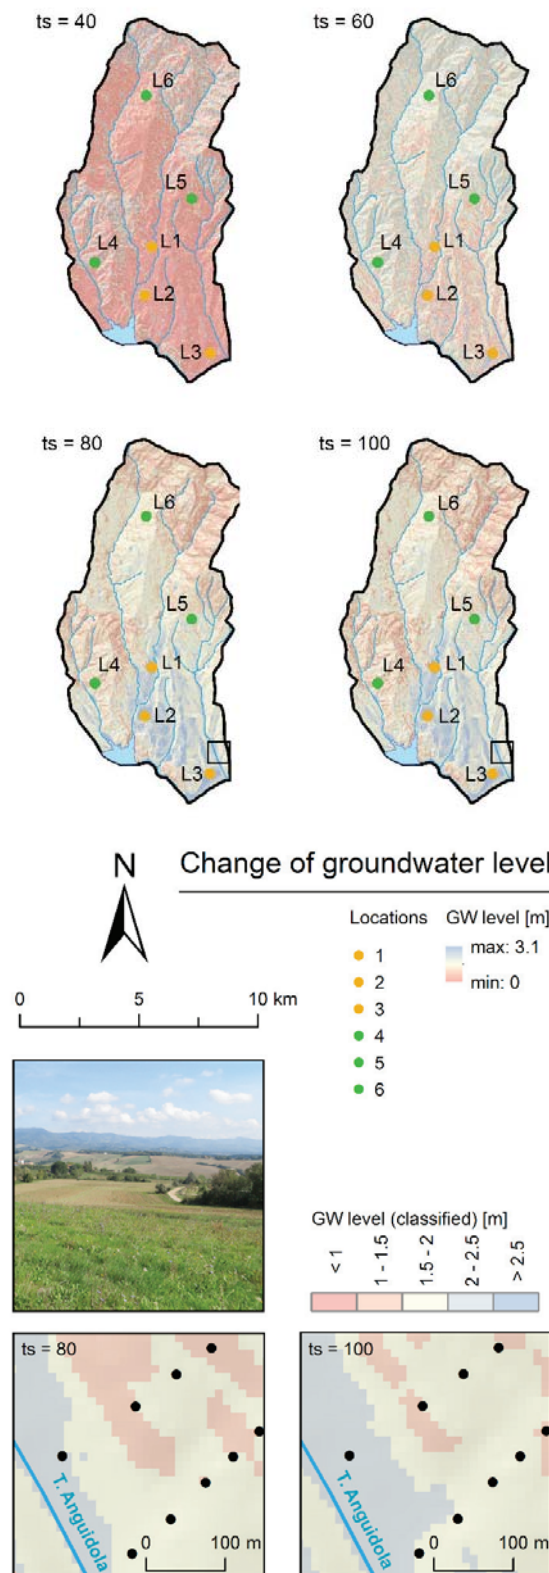 ts = 40
ts = 60
L6
L6
L5
L5
L4
L1
L4
L1
L2
L2
L3
L3
ts = 80
ts = 100
L6
L6
L5
L5
L4
L1
L4
L1
L2
L2
L3
L3
N
Change of groundwater level
Locations
GW level [m]
1
2
3
4
5
6
max: 3.1
min: 0
0 5 10 km
GW level (classified) [m]
< 1
1 - 1.5
1.5 - 2
2 - 2.5
> 2.5
ts = 80
T. Anguidola
0 100 m
ts = 100
T. Anguidola
0 100 m